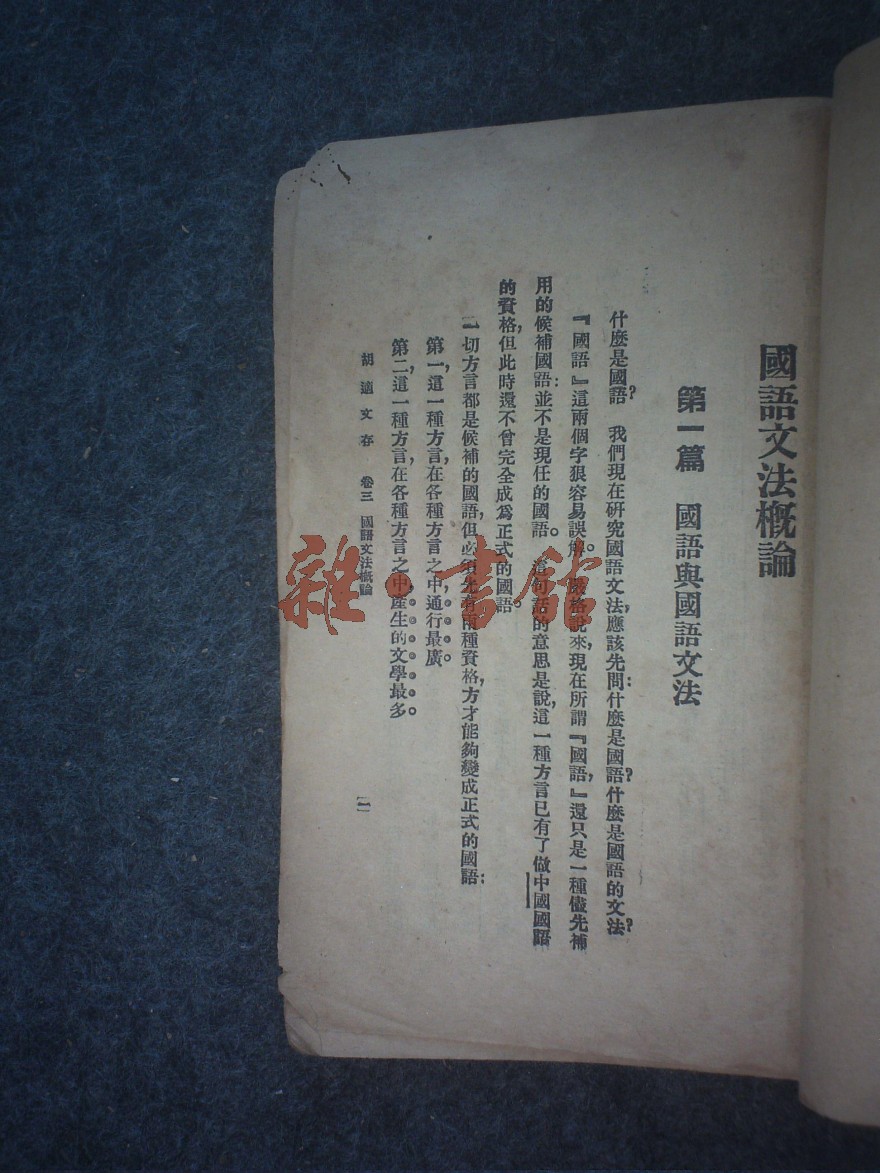 國語文法概論
第一篇 國語與國語文法
什麼是國語? 我們現在研究國語文法,應該先問:什麼是國語?什麼是國語的文法?
『國語』這兩個字狠容易誤解。嚴格說來,現在所謂『國語,』還只是一種儘先補
用的候補國語:並不是現任的國語。這句話的意思是說,這一種方言已有了做中國國語
的資格,但此時還不曾完全成為正式的國語。
一切方言都是候補的國語,但必須先有兩種資格,方才能夠變成正式的國語:
第一,這一種方言,在各種方言之中,通行最廣。
第二,這一種方言,在各種方言之中,產生的文學最多。
胡適文存 卷三 國語文法概論
一
雜·書館